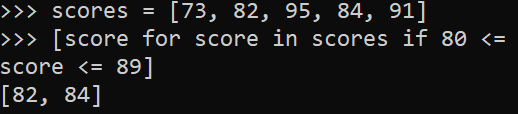 >>> scores = [73, 82, 95, 84, 91]
>>> [score for score in scores if 80 <=
score <= 89]
[82, 84]